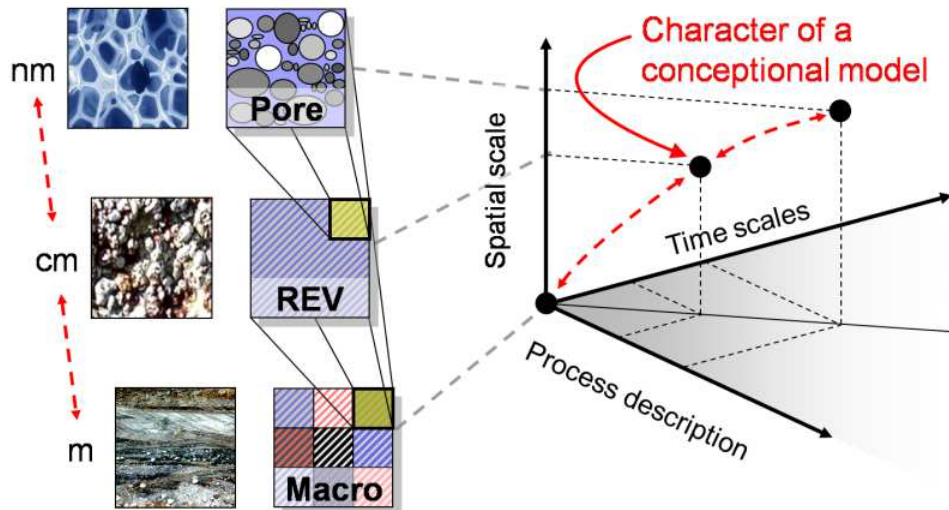 nm
Pore
cm
REV
m
Macro
Character of a
conceptional model
Spatial scale
Time scales
Process description